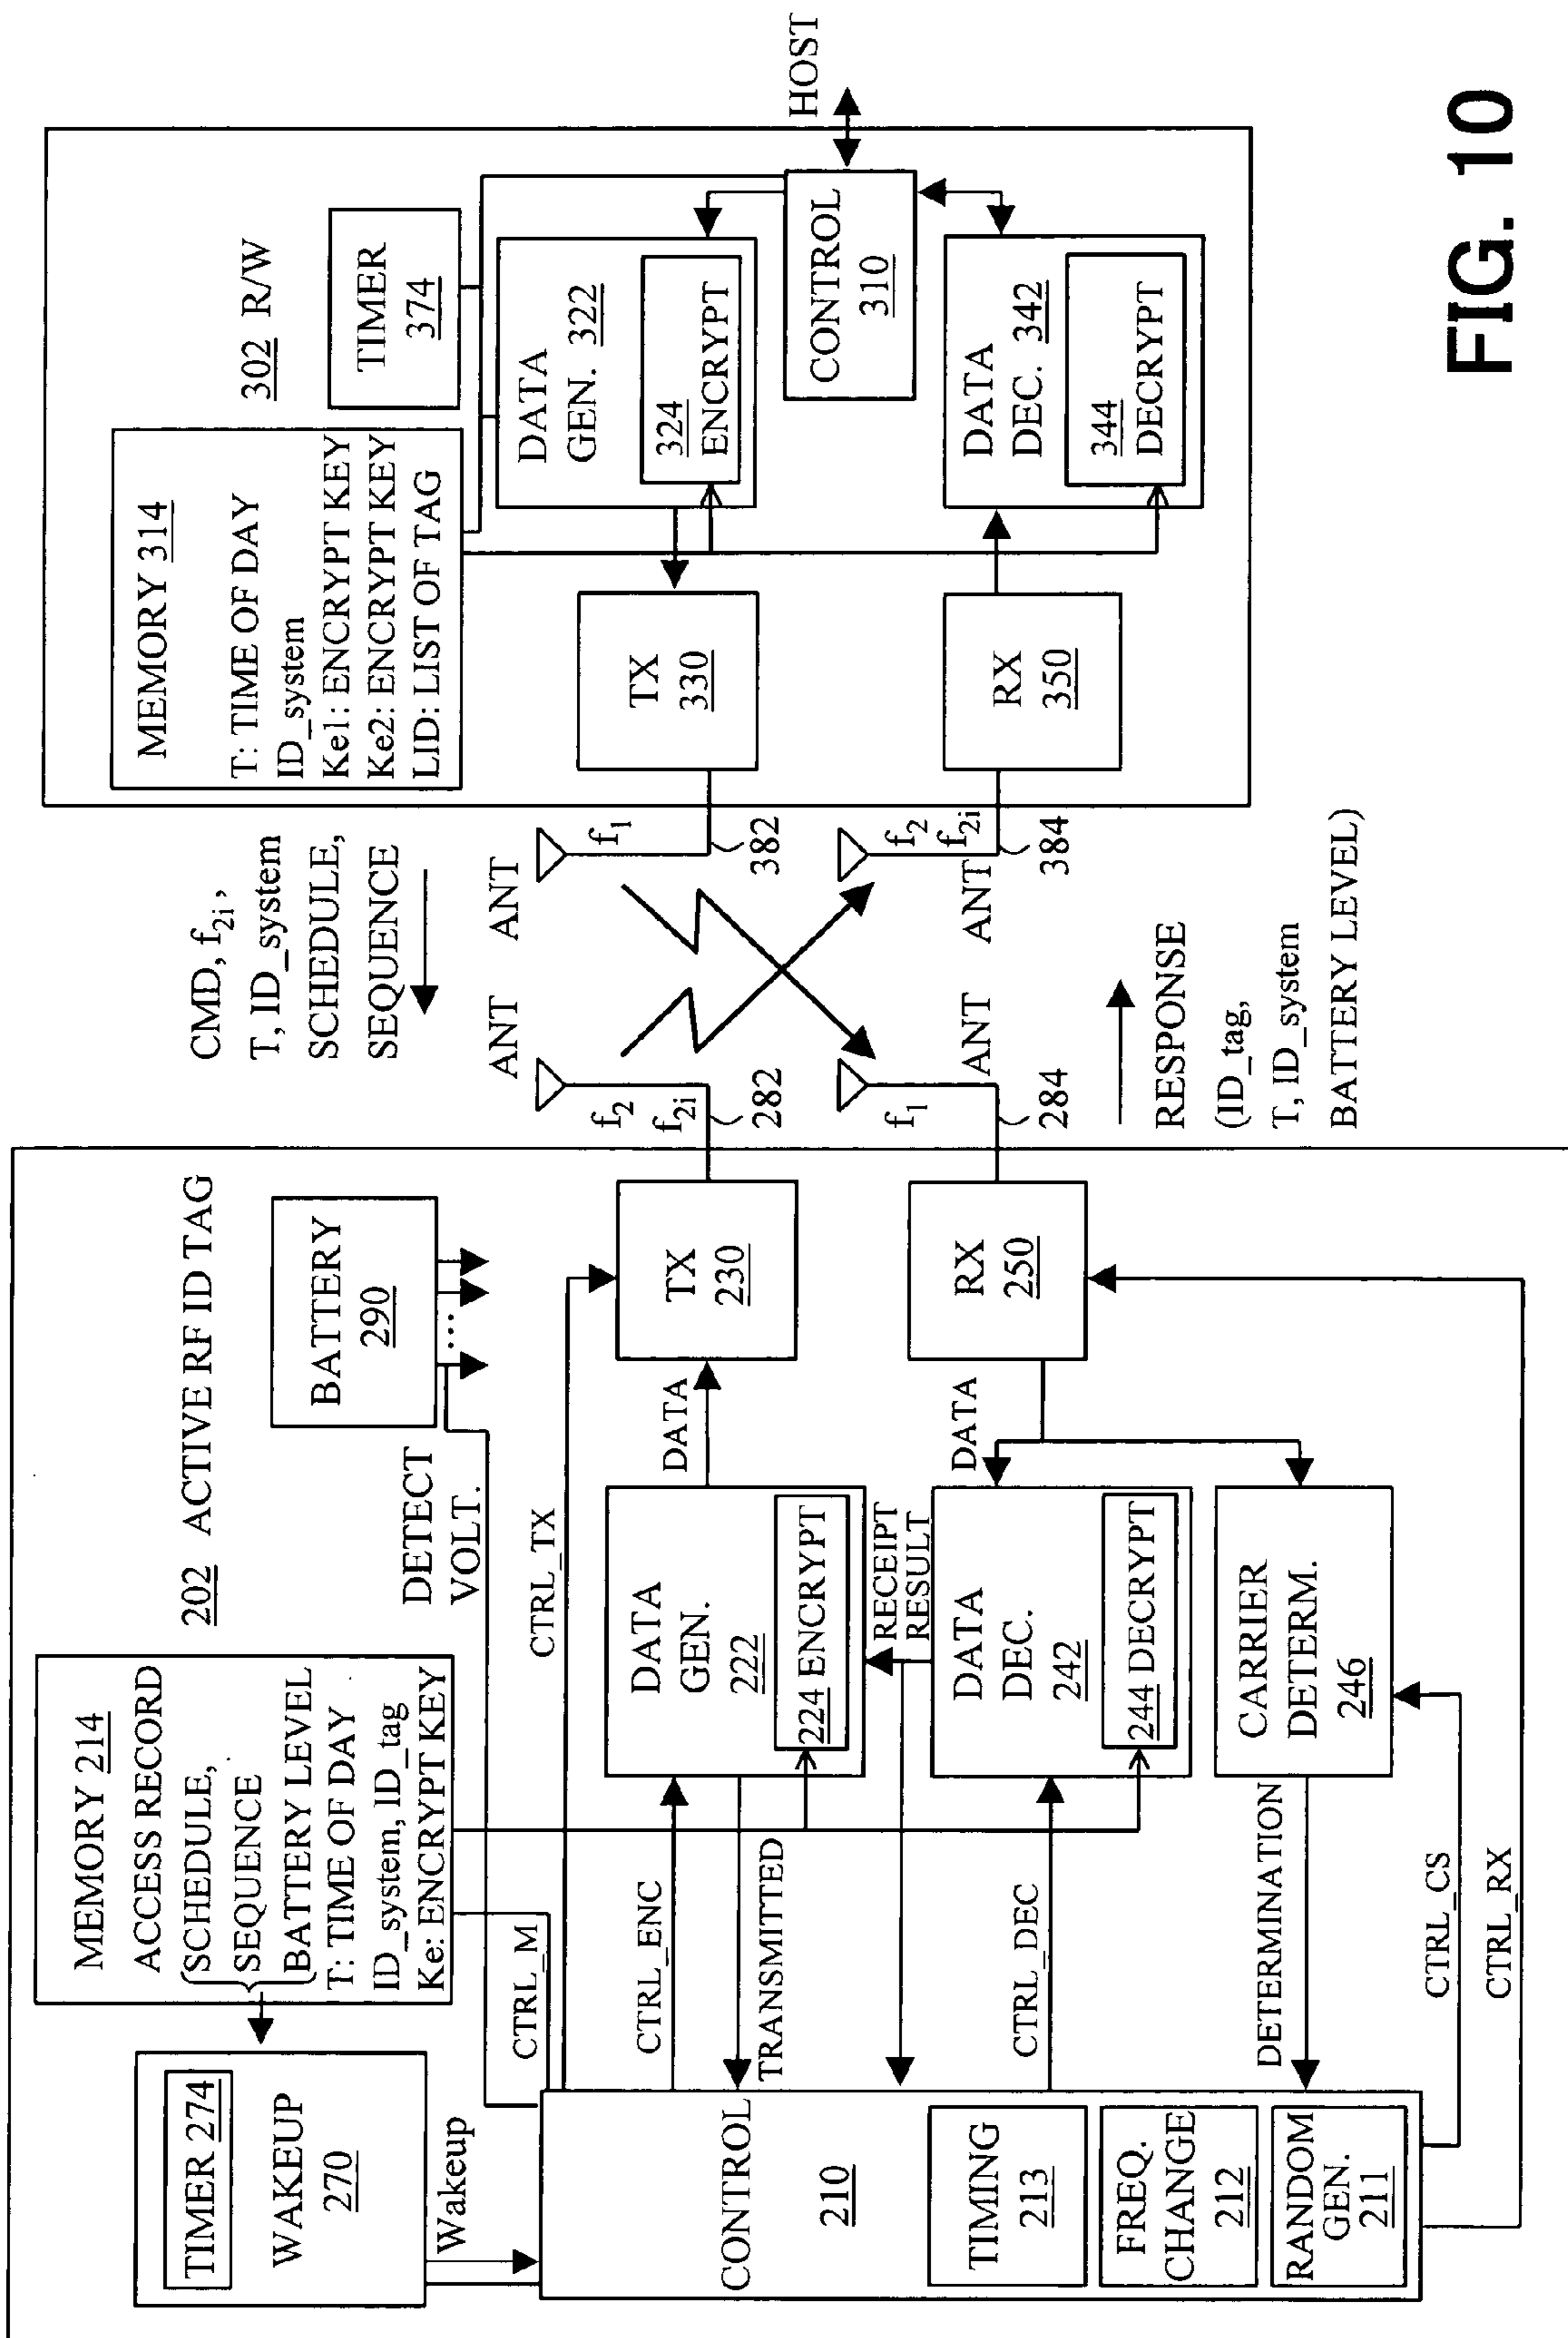 202 ACTIVE RF ID TAG
TIMER 274
WAKEUP
270
Wakeup
MEMORY 214
ACCESS RECORD
SCHEDULE,
SEQUENCE
BATTERY LEVEL
T: TIME OF DAY
ID_system, ID_tag
Ke: ENCRYPT KEY
BATTERY
290
....
DETECT
VOLT.
CTRL_M
CTRL_TX
CTRL_ENC
TRANSMITTED
CTRL_DEC
DETERMINATION
CTRL_CS
CTRL_RX
CONTROL
210
TIMING
213
FREQ.
CHANGE
212
RANDOM
GEN.
211
DATA
GEN.
222
224 ENCRYPT
RECEIPT
RESULT
DATA
DEC.
242
244 DECRYPT
CARRIER
DETERM.
246
DATA
DATA
TX
230
RX
250
f2
f2i
282
ANT
f1
284
ANT
CMD, f2i,
T, ID_system
SCHEDULE,
SEQUENCE
RESPONSE
(ID_tag,
T, ID_system
BATTERY LEVEL)
ANT
f1
382
ANT
f2
f2i
384
302 R/W
MEMORY 314
T: TIME OF DAY
ID_system
Ke1: ENCRYPT KEY
Ke2: ENCRYPT KEY
LID: LIST OF TAG
TIMER
374
TX
330
RX
350
DATA
GEN. 322
324
ENCRYPT
DATA
DEC. 342
344
DECRYPT
CONTROL
310
HOST
FIG. 10